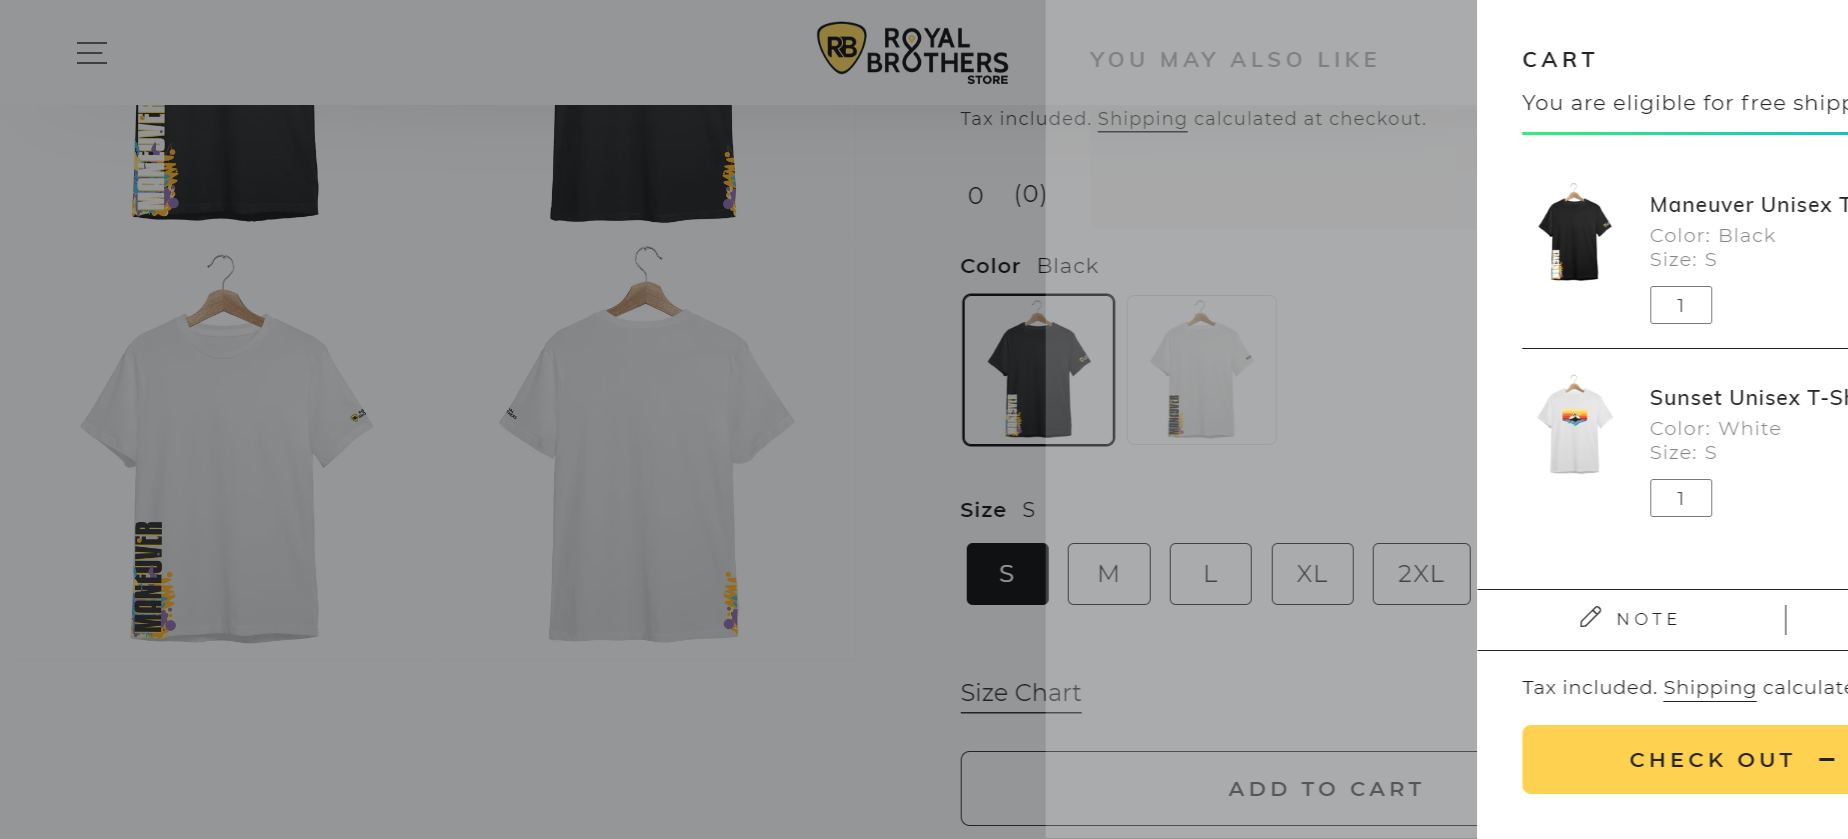 RB ROYAL
BROTHERS
STORE
YOU MAY ALSO LIKE
Tax included. Shipping calculated at checkout.
0 (0)
Color Black
Size S
S M L XL 2XL
Size Chart
ADD TO CART
MANEUVER
MANEUVER
CART
You are eligible for free shipp
Maneuver Unisex T
Color: Black
Size: S
1
Sunset Unisex T-Sh
Color: White
Size: S
1
NOTE
Tax included. Shipping calculate
CHECK OUT –